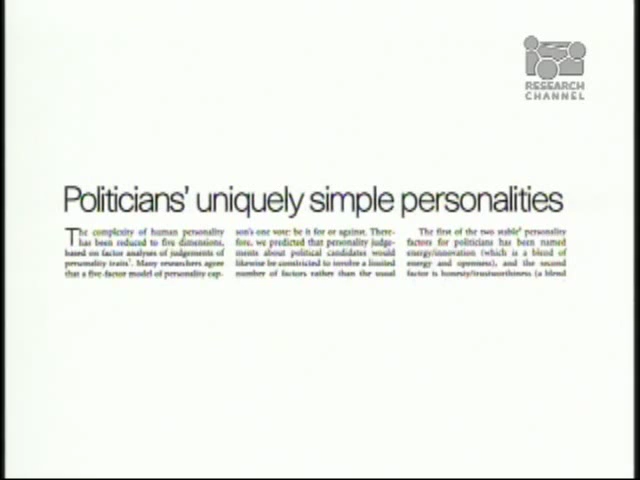 RESEARCH
CHANNEL
Politicians' uniquely simple personalities
The complexity of human personality
has been reduced to five dimensions,
based on factor analyses of judgements of
personality traits¹. Many researchers agree
that a five-factor model of personality cap-
son's one vote: be it for or against. There-
fore, we predicted that personality judge-
ments about political candidates would
likewise be constricted to involve a limited
number of factors rather than the usual
The first of the two stable² personality
factors for politicians has been named
energy/innovation (which is a blend of
energy and openness), and the second
factor is honesty/trustworthiness (a blend